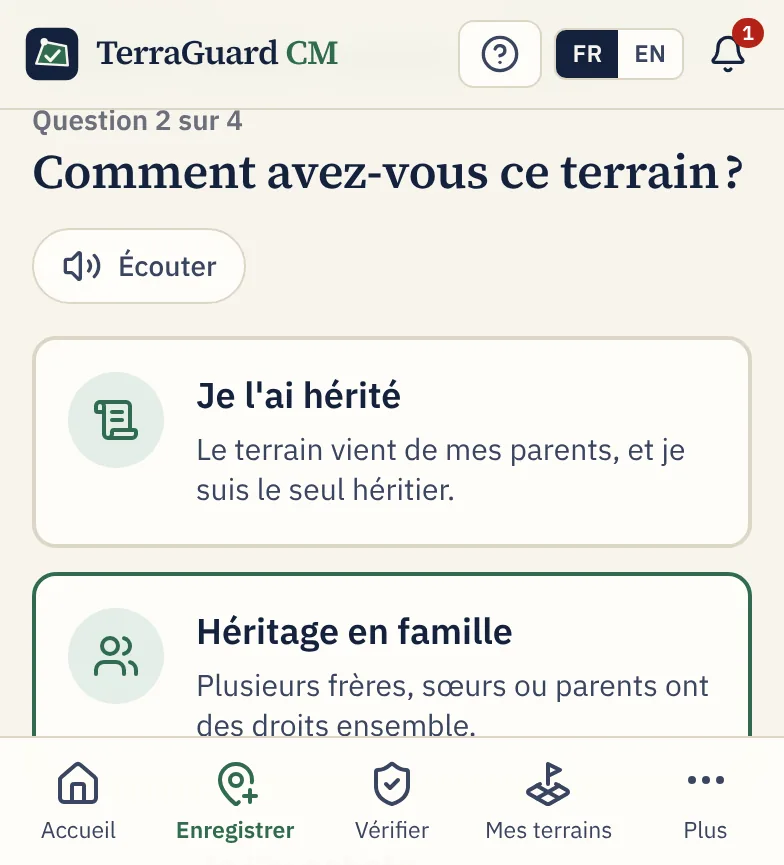 TerraGuard CM
FR EN
1
Question 2 sur 4
Comment avez-vous ce terrain ?
Écouter
Je l'ai hérité
Le terrain vient de mes parents, et je
suis le seul héritier.
Héritage en famille
Plusieurs frères, sœurs ou parents ont
des droits ensemble.
Accueil
Enregistrer
Vérifier
Mes terrains
Plus